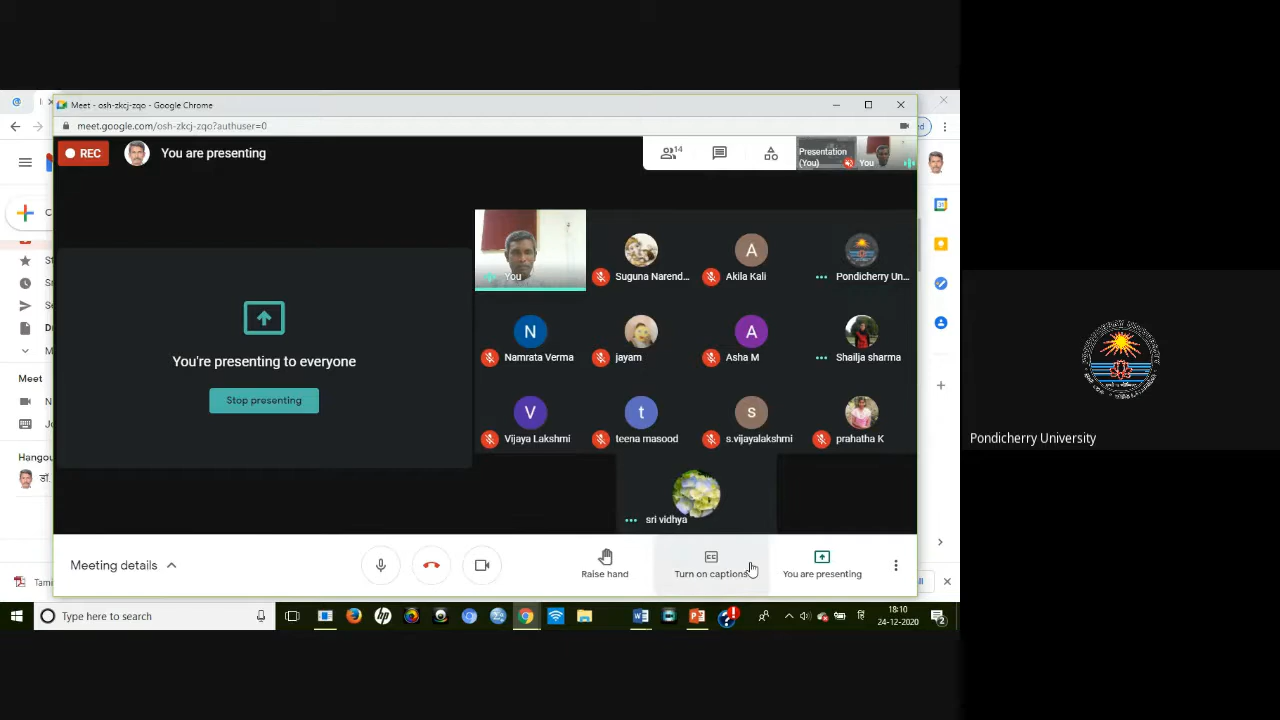 Meet - osh-zkcj-zqo - Google Chrome
meet.google.com/osh-zkcj-zqo?authuser=0
REC
You are presenting
14
Presentation
(You)
You
You
Suguna Narend...
Akila Kali
Pondicherry Un...
You're presenting to everyone
Stop presenting
N
Namrata Verma
jayam
A
Asha M
Shailja sharma
A
V
Vijaya Lakshmi
t
teena masood
s
s.vijayalakshmi
prahatha K
sri vidhya
Meet
Hangou
डॉ.
Pondicherry University
Meeting details
Raise hand
Turn on captions
You are presenting
Type here to search
18:10
24-12-2020
2